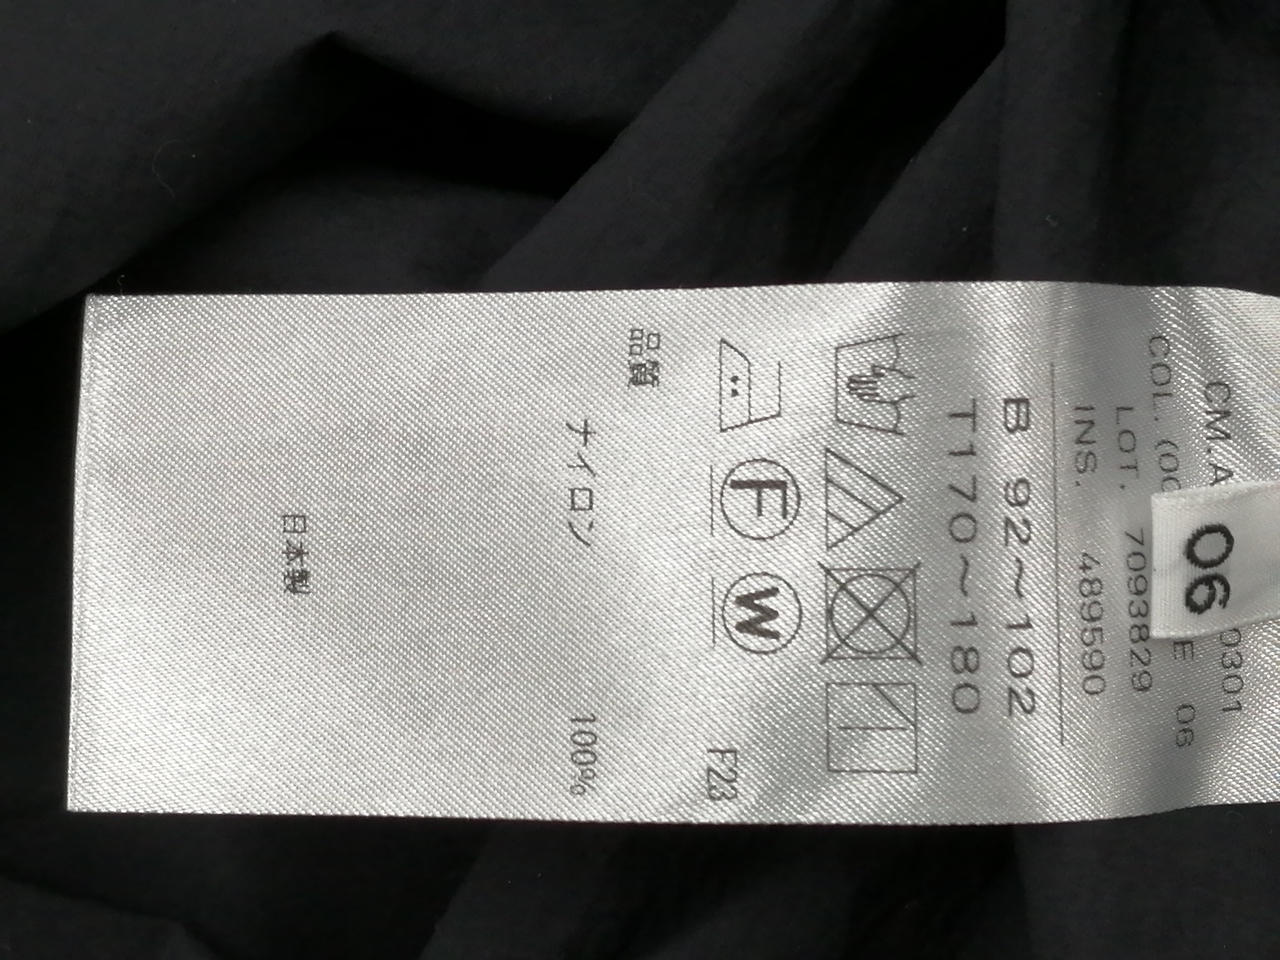 06
CM.A 0301
COL. (00 E 06
LOT. 7093829
INS. 489590
B 92〜102
T170〜180
F W
F23
品質
ナイロン 100%
日本製